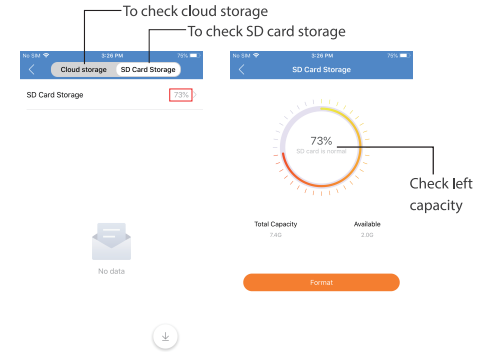 To check cloud storage
To check SD card storage
No SIM 3:26 PM 75%
Cloud storage SD Card Storage
SD Card Storage 73%
No data
No SIM 3:26 PM 75%
SD Card Storage
73%
SD card is normal
Check left
capacity
Total Capacity Available
7.4G 2.0G
Format